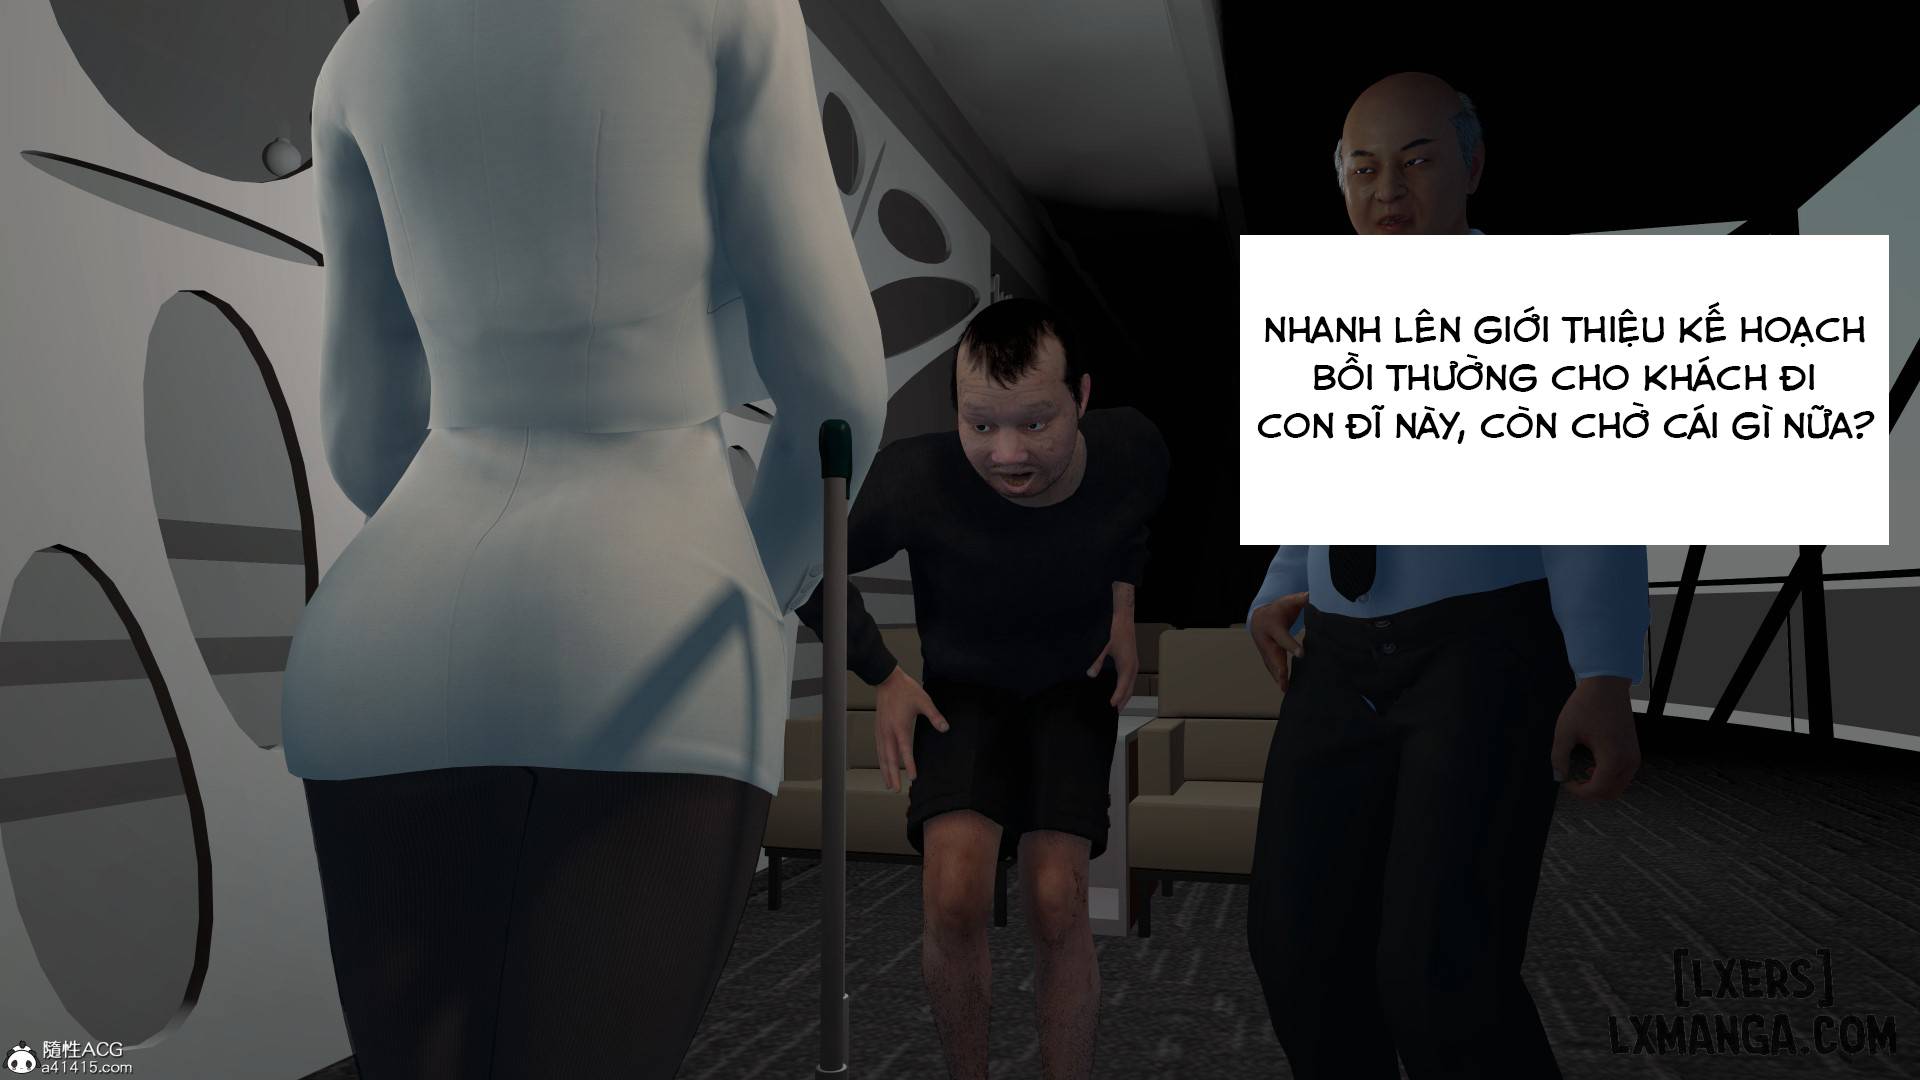 NHANH LÊN GIỚI THIỆU KẾ HOẠCH
BỒI THƯỜNG CHO KHÁCH ĐI
CON ĐĨ NÀY, CÒN CHỜ CÁI GÌ NỮA?
[LXERS]
LXMANGA.COM
隨性ACG
a41415.com